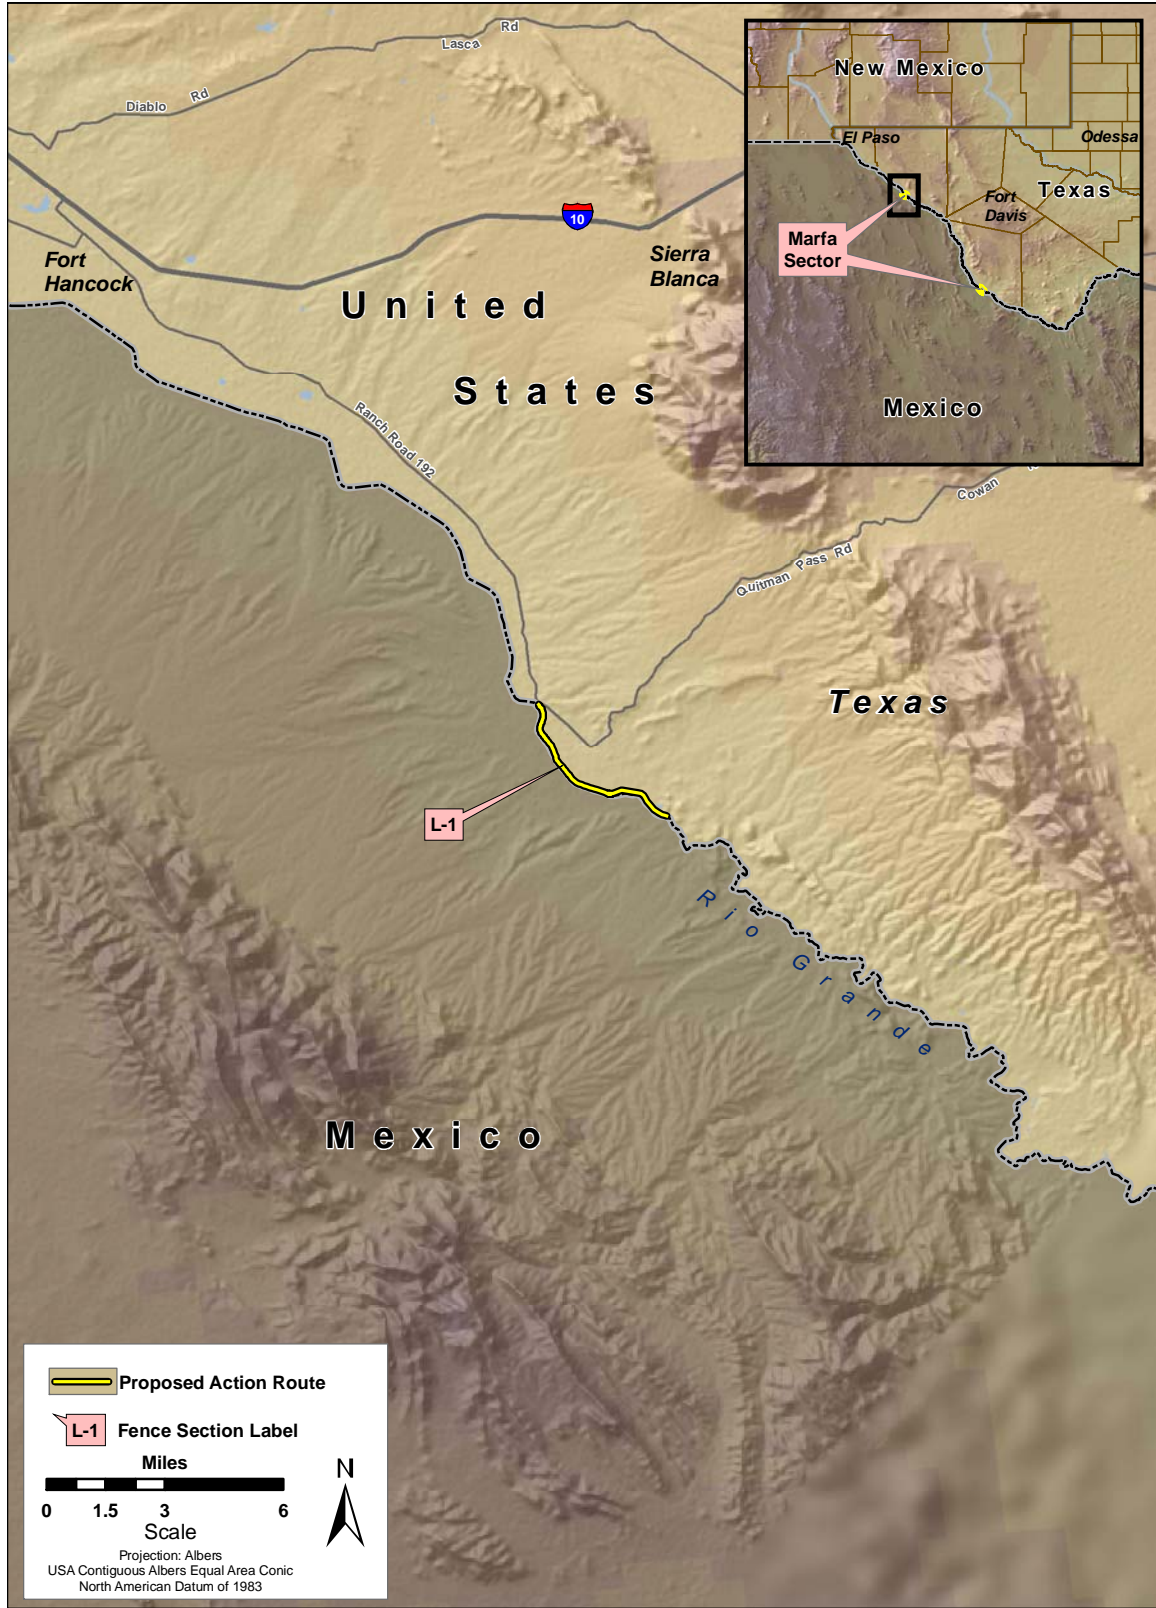 Lasca Rd
Diablo Rd
10
Fort
Hancock
Sierra
Blanca
United
States
Ranch Road 192
Quitman Pass Rd
Cowan
Texas
L-1
Rio Grande
Mexico
New Mexico
El Paso
Odessa
Texas
Fort
Davis
Marfa
Sector
Mexico
Proposed Action Route
L-1 Fence Section Label
Miles
0 1.5 3 6
Scale
N
Projection: Albers
USA Contiguous Albers Equal Area Conic
North American Datum of 1983